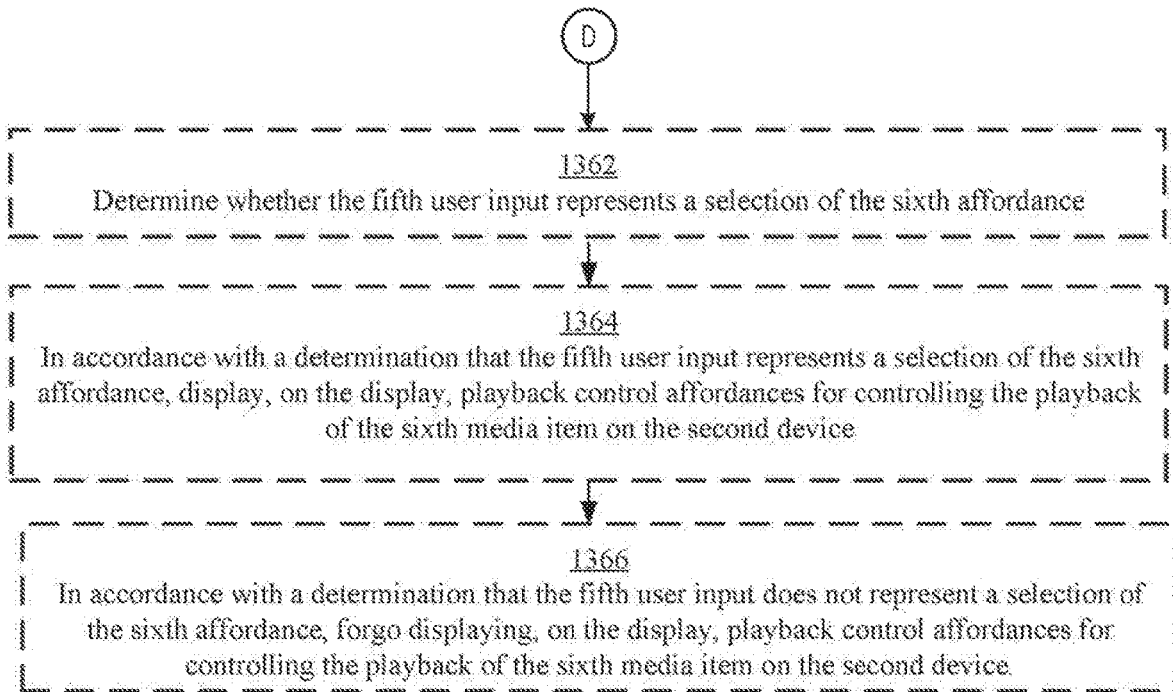 D
1362
Determine whether the fifth user input represents a selection of the sixth affordance
1364
In accordance with a determination that the fifth user input represents a selection of the sixth
affordance, display, on the display, playback control affordances for controlling the playback
of the sixth media item on the second device
1366
In accordance with a determination that the fifth user input does not represent a selection of
the sixth affordance, forgo displaying, on the display, playback control affordances for
controlling the playback of the sixth media item on the second device.